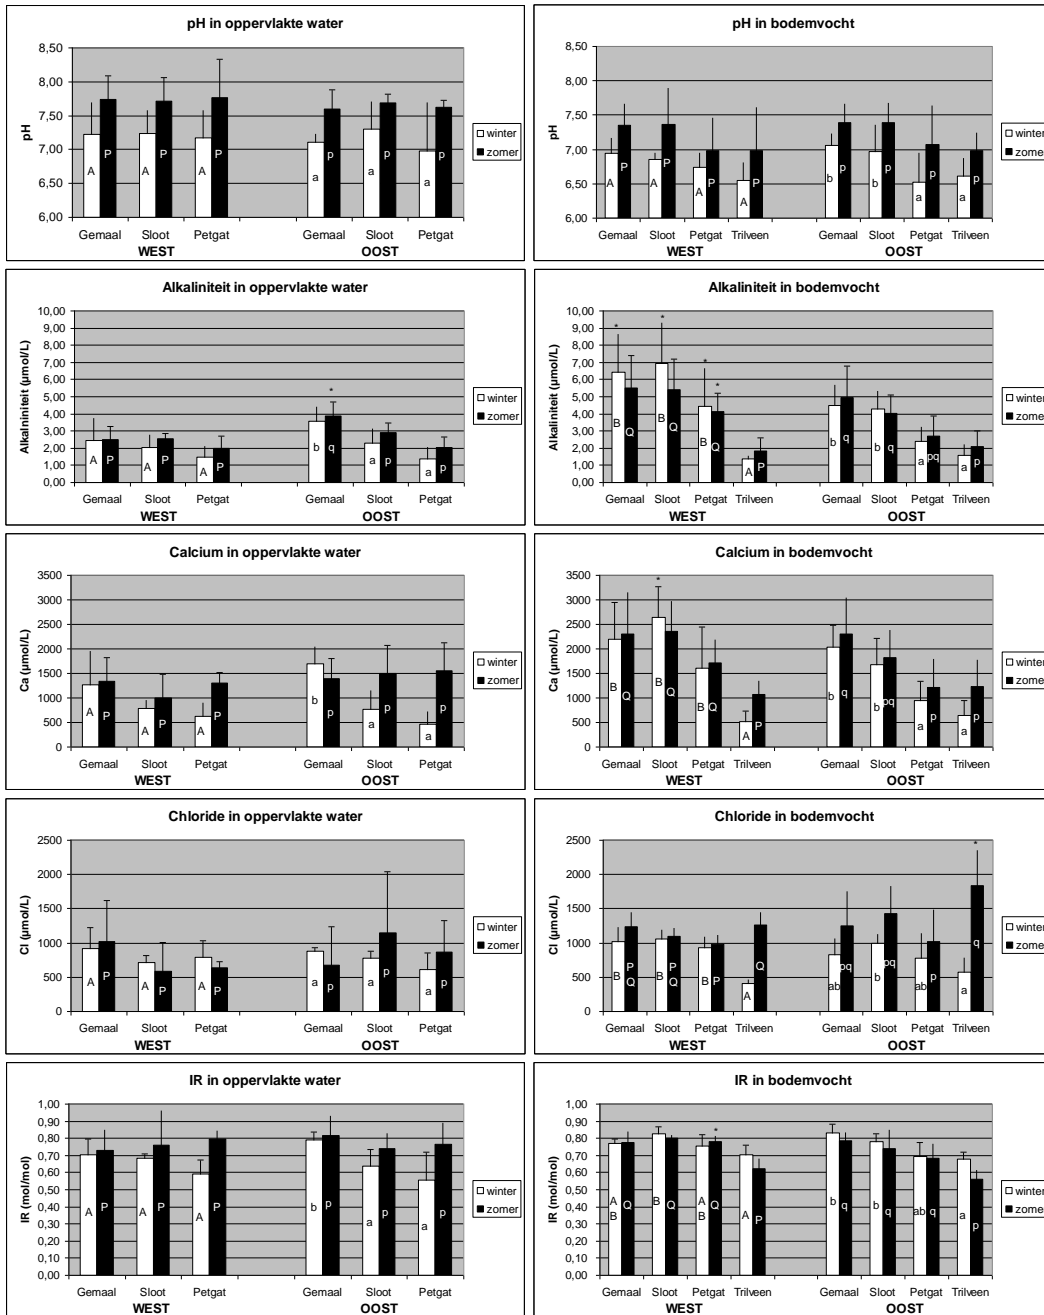 pH in oppervlakte water
8,50
8,00
7,50
7,00
6,50
6,00
pH
A P A P A P a p a p a p
Gemaal Sloot Petgat Gemaal Sloot Petgat
WEST OOST
winter
zomer
pH in bodemvocht
8,50
8,00
7,50
7,00
6,50
6,00
pH
A P A P A P A P b p b p a p a p
Gemaal Sloot Petgat Trilveen Gemaal Sloot Petgat Trilveen
WEST OOST
winter
zomer
Alkaliniteit in oppervlakte water
10,00
9,00
8,00
7,00
6,00
5,00
4,00
3,00
2,00
1,00
0,00
Alkalniniteit (µmol/L)
*
A P A P A P b q a p a p
Gemaal Sloot Petgat Gemaal Sloot Petgat
WEST OOST
winter
zomer
Alkaliniteit in bodemvocht
10,00
9,00
8,00
7,00
6,00
5,00
4,00
3,00
2,00
1,00
0,00
Alkaliniteit (µmol/L)
* * * *
B Q B Q B Q A P b q b q a pq a p
Gemaal Sloot Petgat Trilveen Gemaal Sloot Petgat Trilveen
WEST OOST
winter
zomer
Calcium in oppervlakte water
3500
3000
2500
2000
1500
1000
500
0
Ca (µmol/L)
A P A P A P b p a p a p
Gemaal Sloot Petgat Gemaal Sloot Petgat
WEST OOST
winter
zomer
Calcium in bodemvocht
3500
3000
2500
2000
1500
1000
500
0
Ca (µmol/L)
*
B Q B Q B Q A P b q b pq a p a p
Gemaal Sloot Petgat Trilveen Gemaal Sloot Petgat Trilveen
WEST OOST
winter
zomer
Chloride in oppervlakte water
2500
2000
1500
1000
500
0
Cl (µmol/L)
A P A P A P a p a p a p
Gemaal Sloot Petgat Gemaal Sloot Petgat
WEST OOST
winter
zomer
Chloride in bodemvocht
2500
2000
1500
1000
500
0
Cl (µmol/L)
*
B P Q B P Q B P A Q ab pq b pq ab p a q
Gemaal Sloot Petgat Trilveen Gemaal Sloot Petgat Trilveen
WEST OOST
winter
zomer
IR in oppervlakte water
1,00
0,90
0,80
0,70
0,60
0,50
0,40
0,30
0,20
0,10
0,00
IR (mol/mol)
A P A P A P b p a p a p
Gemaal Sloot Petgat Gemaal Sloot Petgat
WEST OOST
winter
zomer
IR in bodemvocht
1,00
0,90
0,80
0,70
0,60
0,50
0,40
0,30
0,20
0,10
0,00
IR (mol/mol)
*
A B Q B Q A B Q A P b q b q ab q a p
Gemaal Sloot Petgat Trilveen Gemaal Sloot Petgat Trilveen
WEST OOST
winter
zomer